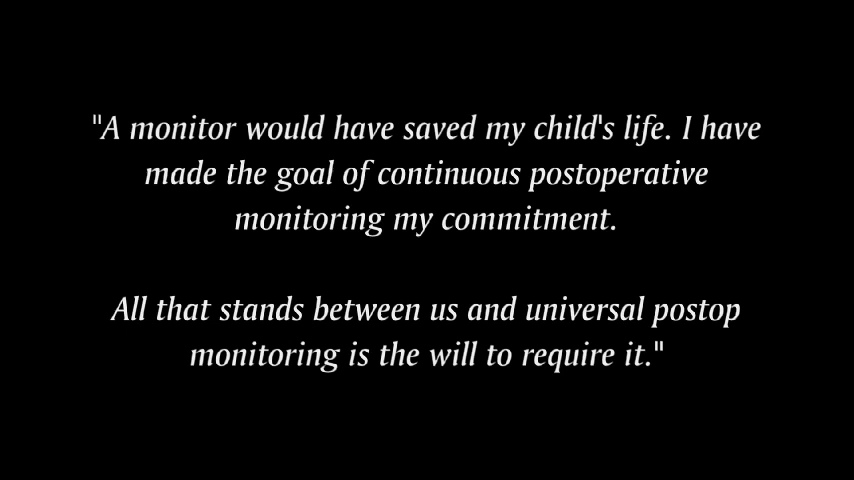 "A monitor would have saved my child's life. I have
made the goal of continuous postoperative
monitoring my commitment.
All that stands between us and universal postop
monitoring is the will to require it."